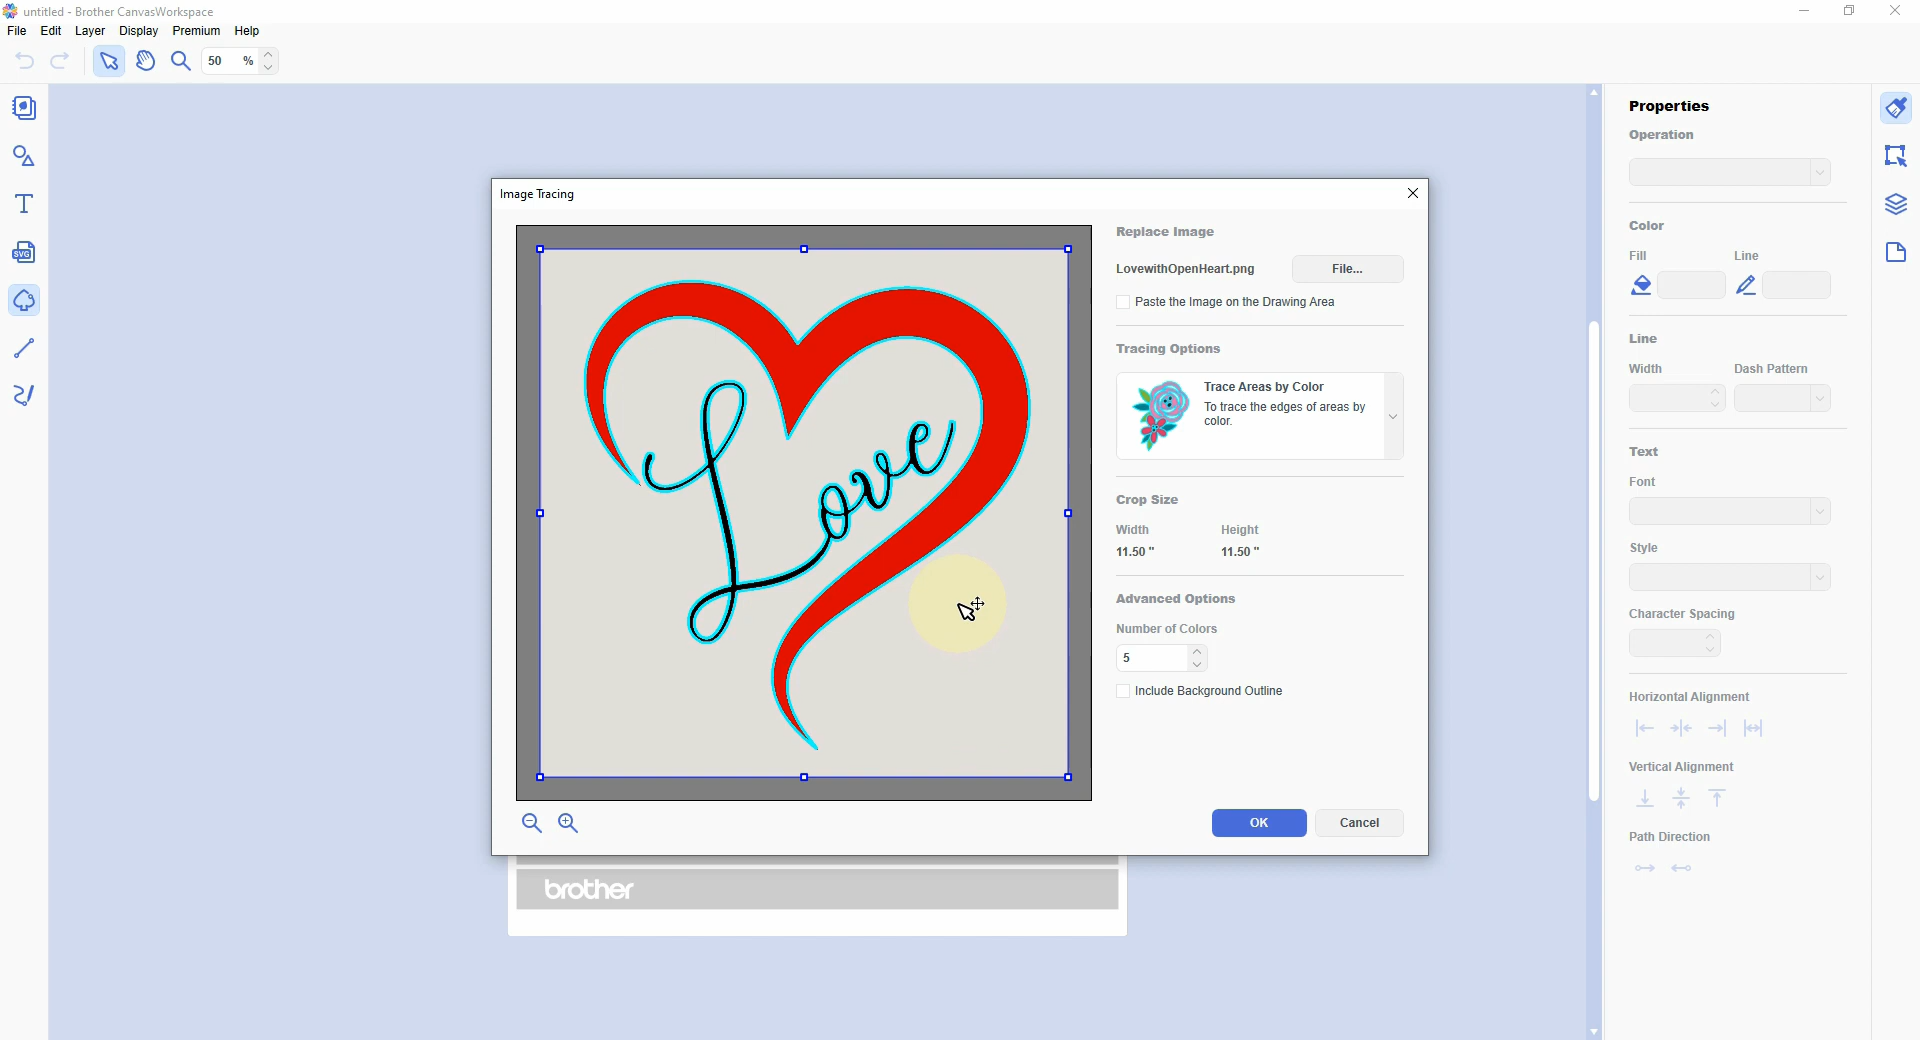 untitled - Brother CanvasWorkspace
File Edit Layer Display Premium Help
50 %
SVG
Image Tracing
Love
Replace Image
LovewithOpenHeart.png File...
Paste the Image on the Drawing Area
Tracing Options
Trace Areas by Color
To trace the edges of areas by
color.
Crop Size
Width Height
11.50 " 11.50 "
Advanced Options
Number of Colors
5
Include Background Outline
OK Cancel
brother
Properties
Operation
Color
Fill Line
Line
Width Dash Pattern
Text
Font
Style
Character Spacing
Horizontal Alignment
Vertical Alignment
Path Direction